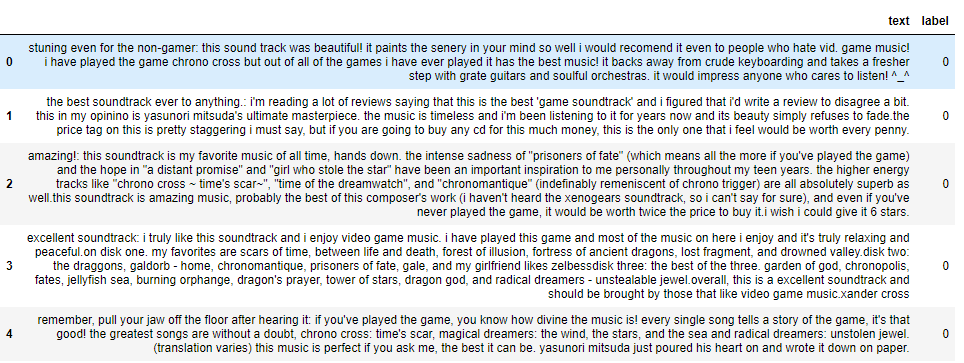 text label
stuning even for the non-gamer: this sound track was beautiful! it paints the senery in your mind so well i would recomend it even to people who hate vid. game music!
0 i have played the game chrono cross but out of all of the games i have ever played it has the best music! it backs away from crude keyboarding and takes a fresher 0
step with grate guitars and soulful orchestras. it would impress anyone who cares to listen! ^_^
the best soundtrack ever to anything.: i'm reading a lot of reviews saying that this is the best 'game soundtrack' and i figured that i'd write a review to disagree a bit.
1 this in my opinino is yasunori mitsuda's ultimate masterpiece. the music is timeless and i'm been listening to it for years now and its beauty simply refuses to fade.the 0
price tag on this is pretty staggering i must say, but if you are going to buy any cd for this much money, this is the only one that i feel would be worth every penny.
amazing!: this soundtrack is my favorite music of all time, hands down. the intense sadness of "prisoners of fate" (which means all the more if you've played the game)
and the hope in "a distant promise" and "girl who stole the star" have been an important inspiration to me personally throughout my teen years. the higher energy
2 tracks like "chrono cross ~ time's scar~", "time of the dreamwatch", and "chronomantique" (indefinably remeniscent of chrono trigger) are all absolutely superb as 0
well.this soundtrack is amazing music, probably the best of this composer's work (i haven't heard the xenogears soundtrack, so i can't say for sure), and even if you've
never played the game, it would be worth twice the price to buy it.i wish i could give it 6 stars.
excellent soundtrack: i truly like this soundtrack and i enjoy video game music. i have played this game and most of the music on here i enjoy and it's truly relaxing and
peaceful.on disk one. my favorites are scars of time, between life and death, forest of illusion, fortress of ancient dragons, lost fragment, and drowned valley.disk two:
3 the draggons, galdorb - home, chronomantique, prisoners of fate, gale, and my girlfriend likes zelbessdisk three: the best of the three. garden of god, chronopolis, 0
fates, jellyfish sea, burning orphange, dragon's prayer, tower of stars, dragon god, and radical dreamers - unstealable jewel.overall, this is a excellent soundtrack and
should be brought by those that like video game music.xander cross
remember, pull your jaw off the floor after hearing it: if you've played the game, you know how divine the music is! every single song tells a story of the game, it's that
4 good! the greatest songs are without a doubt, chrono cross: time's scar, magical dreamers: the wind, the stars, and the sea and radical dreamers: unstolen jewel. 0
(translation varies) this music is perfect if you ask me, the best it can be. yasunori mitsuda just poured his heart on and wrote it down on paper.